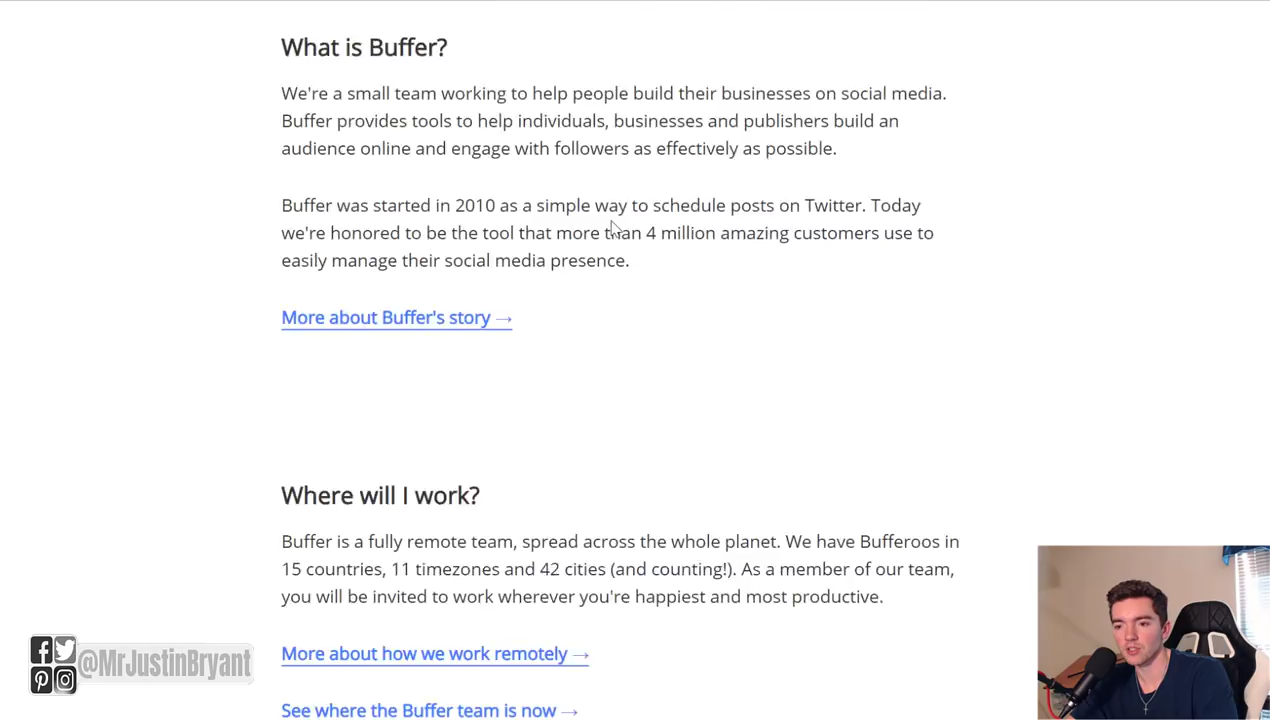 What is Buffer?
We're a small team working to help people build their businesses on social media.
Buffer provides tools to help individuals, businesses and publishers build an
audience online and engage with followers as effectively as possible.
Buffer was started in 2010 as a simple way to schedule posts on Twitter. Today
we're honored to be the tool that more than 4 million amazing customers use to
easily manage their social media presence.
More about Buffer's story →
Where will I work?
Buffer is a fully remote team, spread across the whole planet. We have Bufferoos in
15 countries, 11 timezones and 42 cities (and counting!). As a member of our team,
you will be invited to work wherever you're happiest and most productive.
More about how we work remotely →
See where the Buffer team is now →
@MrJustinBryant